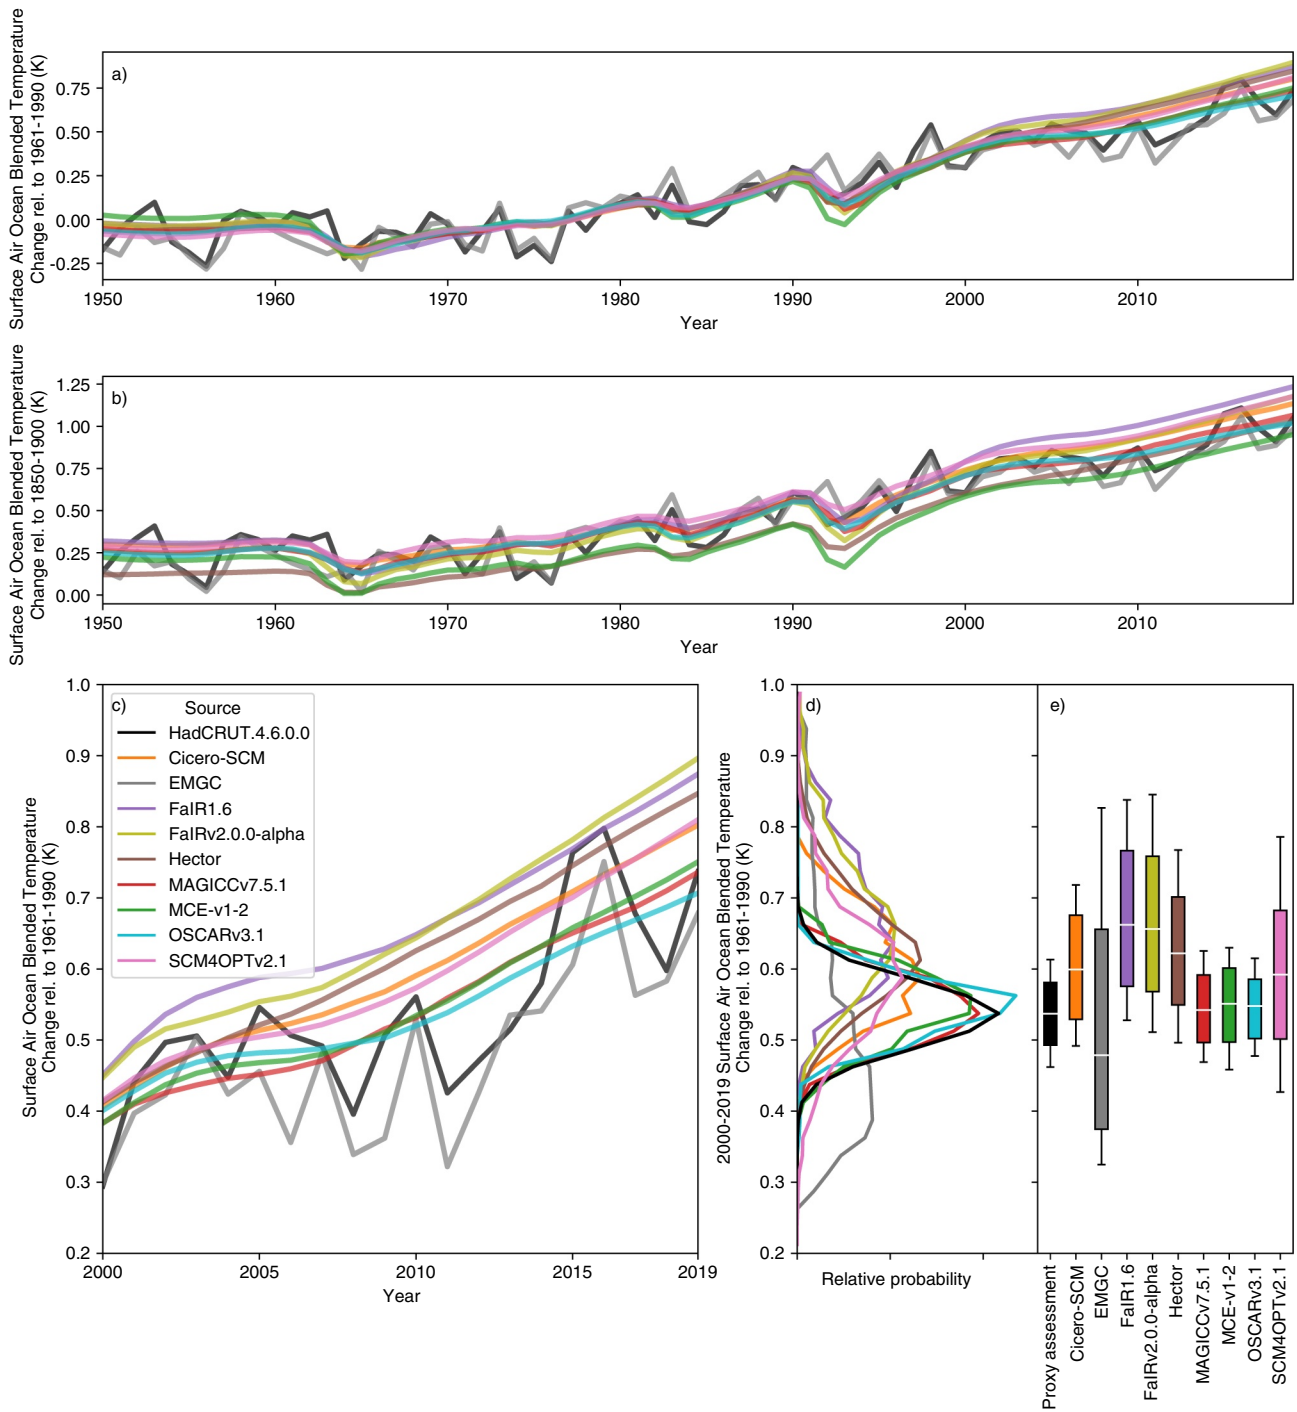 Surface Air Ocean Blended Temperature
Change rel. to 1961-1990 (K)
a)
0.75
0.50
0.25
0.00
-0.25
1950
1960
1970
1980
1990
2000
2010
Year
Surface Air Ocean Blended Temperature
Change rel. to 1850-1900 (K)
b)
1.25
1.00
0.75
0.50
0.25
0.00
1950
1960
1970
1980
1990
2000
2010
Year
Surface Air Ocean Blended Temperature
Change rel. to 1961-1990 (K)
c)
Source
HadCRUT.4.6.0.0
Cicero-SCM
EMGC
FaIR1.6
FaIRv2.0.0-alpha
Hector
MAGICCv7.5.1
MCE-v1-2
OSCARv3.1
SCM4OPTv2.1
1.0
0.9
0.8
0.7
0.6
0.5
0.4
0.3
0.2
2000
2005
2010
2015
2019
Year
2000-2019 Surface Air Ocean Blended Temperature
Change rel. to 1961-1990 (K)
d)
1.0
0.9
0.8
0.7
0.6
0.5
0.4
0.3
0.2
Relative probability
e)
Proxy assessment
Cicero-SCM
EMGC
FaIR1.6
FaIRv2.0.0-alpha
Hector
MAGICCv7.5.1
MCE-v1-2
OSCARv3.1
SCM4OPTv2.1